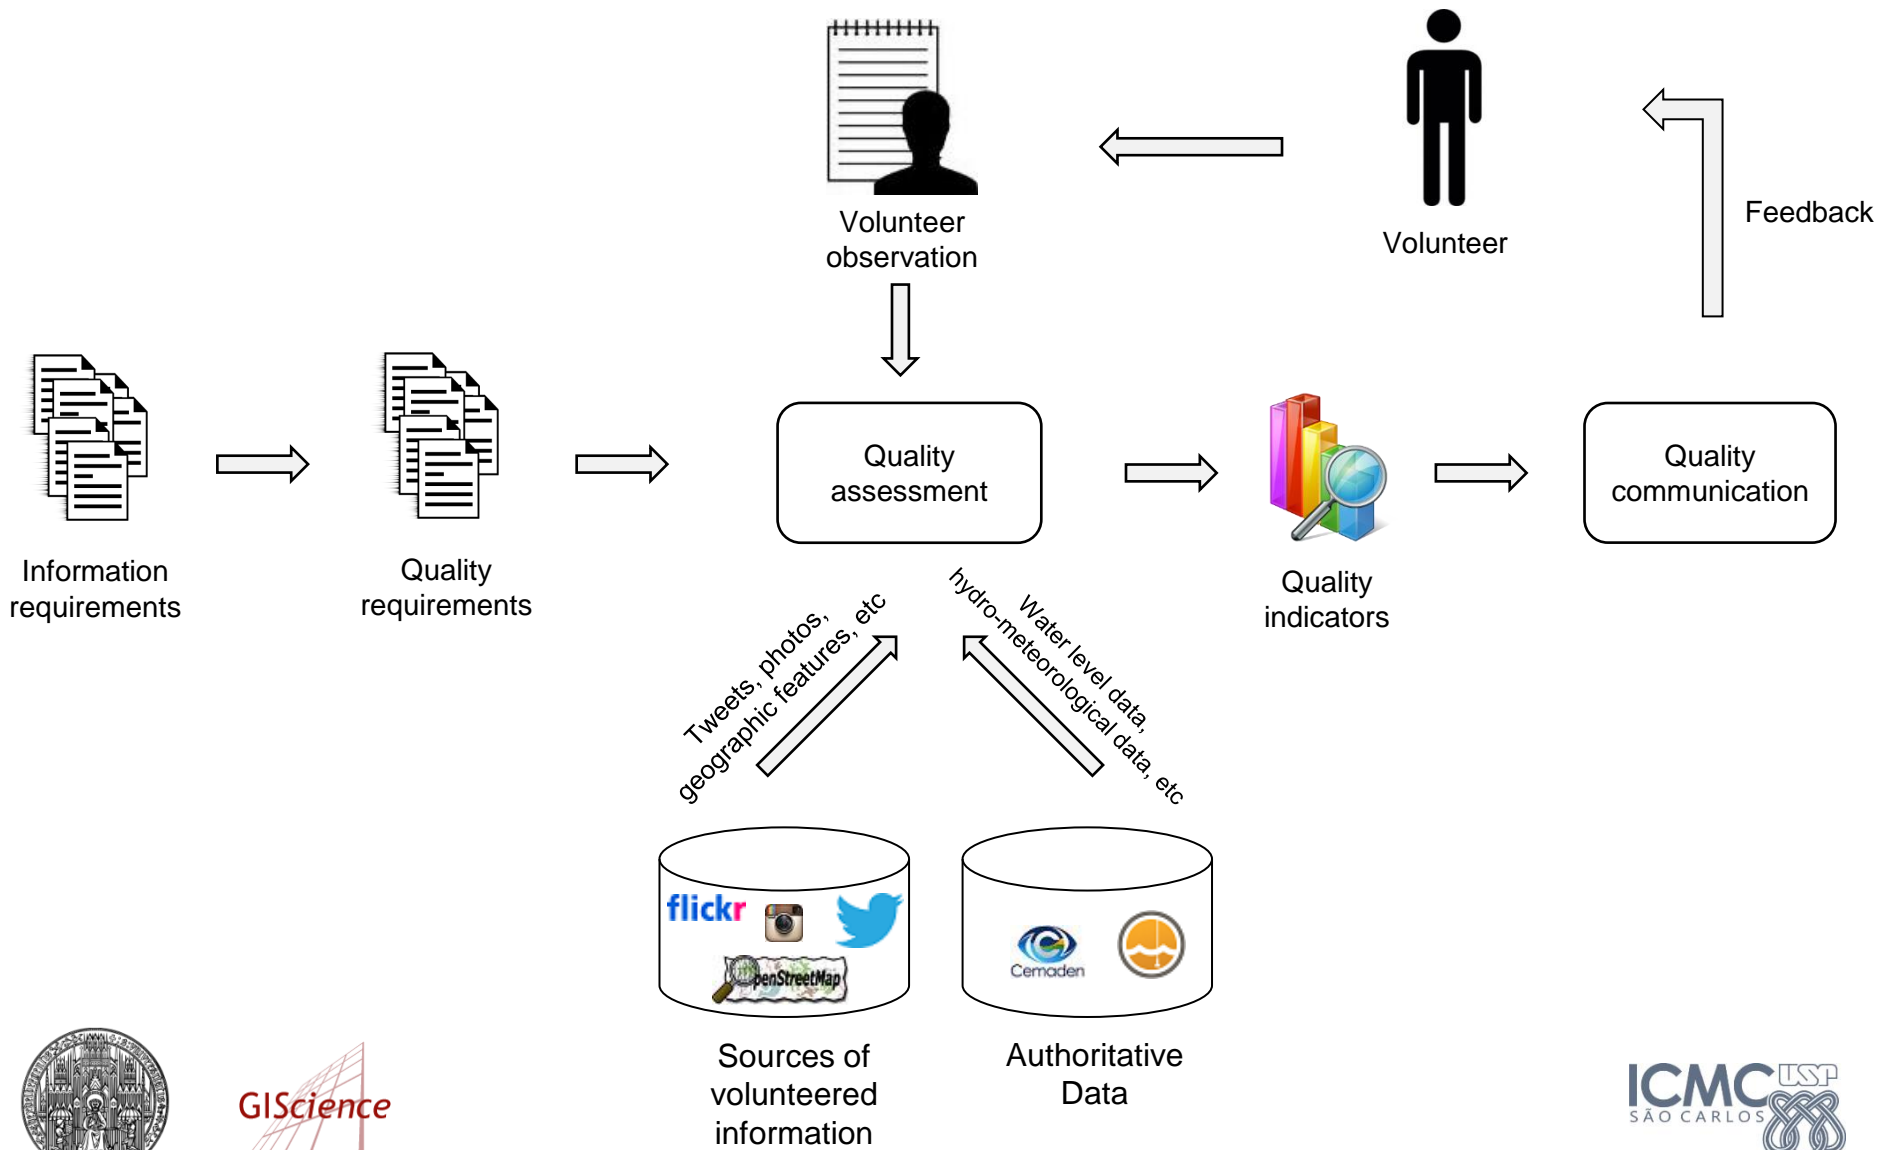 Volunteer
observation
Volunteer
Feedback
Information
requirements
Quality
requirements
Quality
assessment
Quality
indicators
Quality
communication
Tweets, photos,
geographic features, etc
Water level data,
hydro-meteorological data, etc
flickr
penStreetMap
Cemaden
Sources of
volunteered
information
Authoritative
Data
GIScience
ICMC USP
SÃO CARLOS